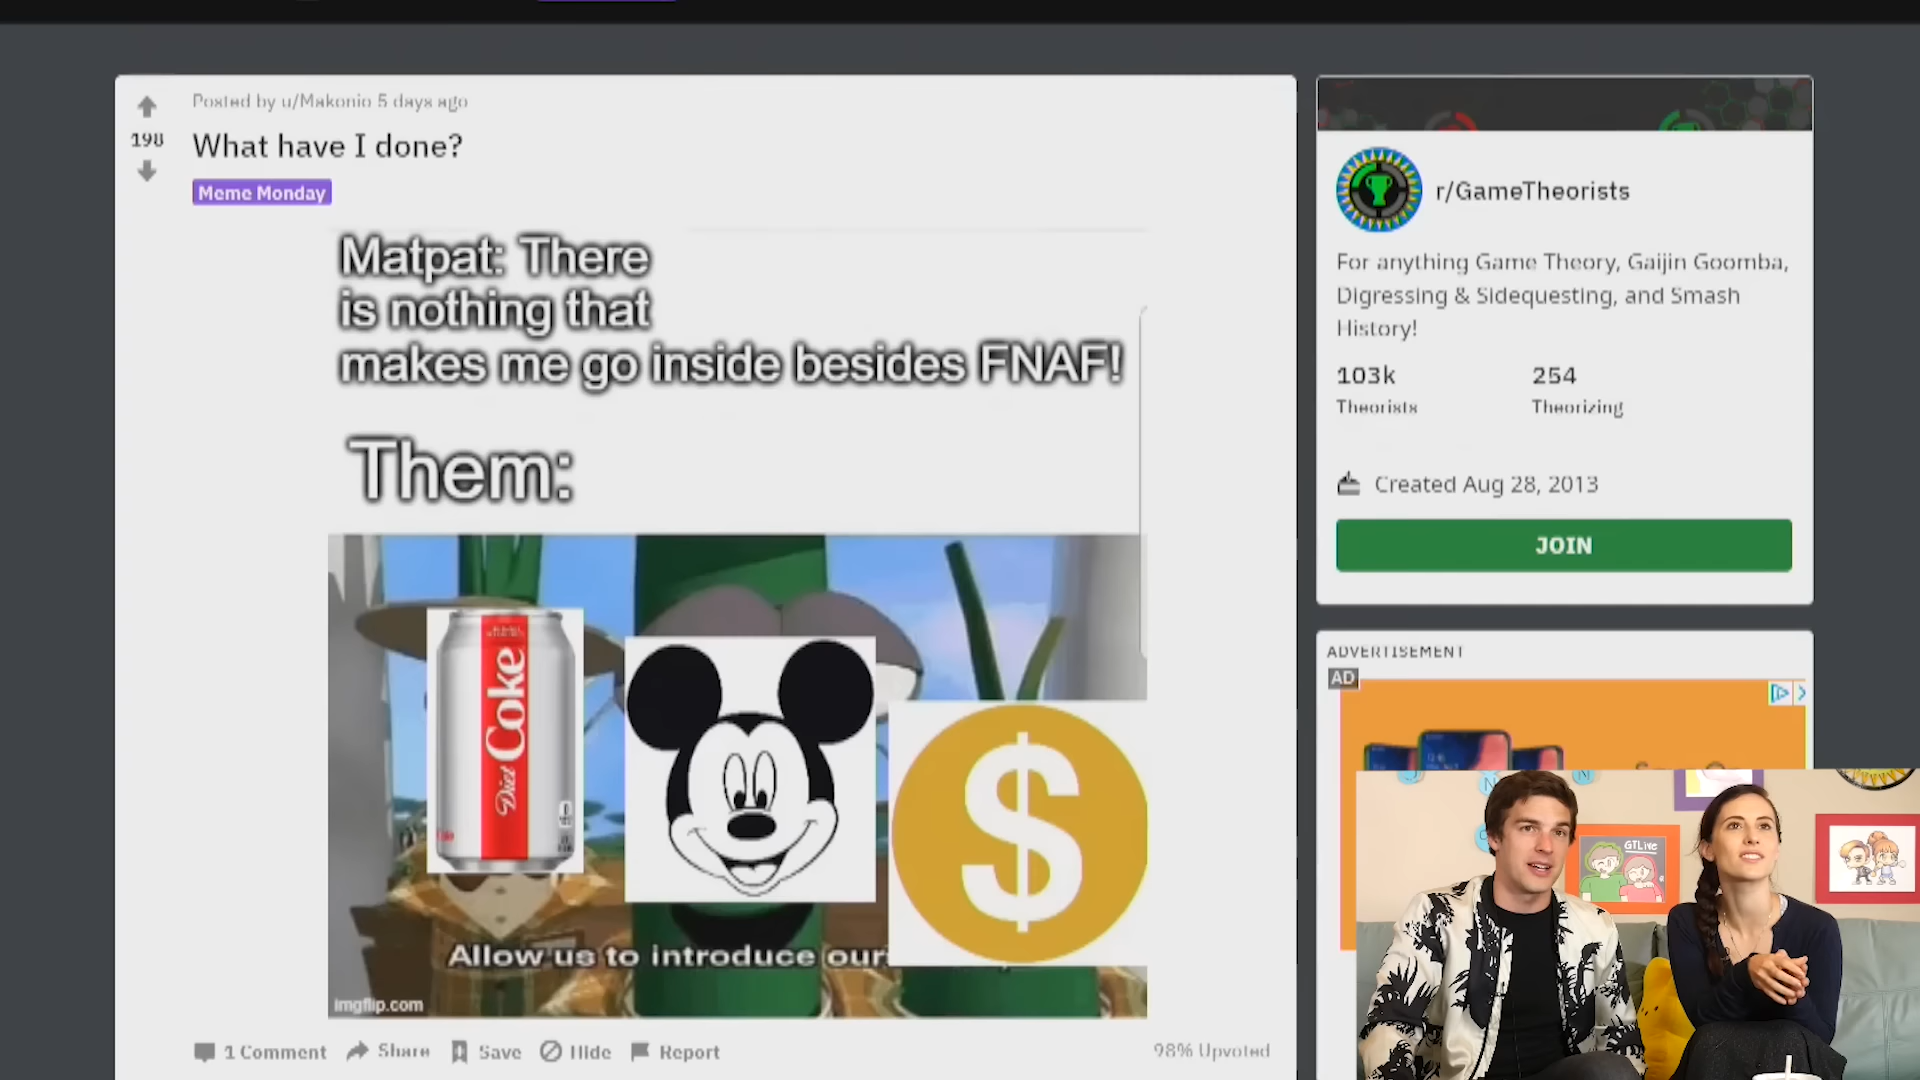 Posted by u/Makonio 5 days ago
198
What have I done?
Meme Monday
Matpat: There
is nothing that
makes me go inside besides FNAF!
Them:
Diet Coke
Allow us to introduce our
imgflip.com
1 Comment
Share
Save
Hide
Report
98% Upvoted
r/GameTheorists
For anything Game Theory, Gaijin Goomba,
Digressing & Sidequesting, and Smash
History!
103k
254
Theorists
Theorizing
Created Aug 28, 2013
JOIN
ADVERTISEMENT
AD
$
GTLive